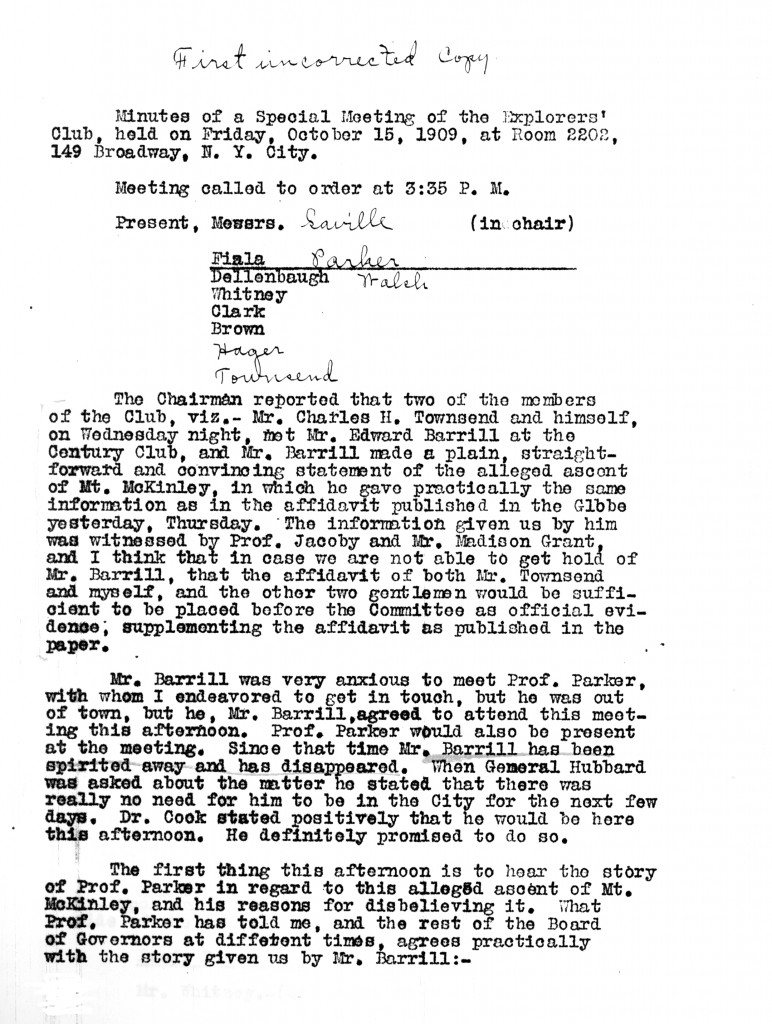 First uncorrected Copy
Minutes of a Special Meeting of the Explorers'
Club, held on Friday, October 15, 1909, at Room 2202,
149 Broadway, N. Y. City.
Meeting called to order at 3:35 P. M.
Present, Messrs. Saville (in chair)
Fiala Parker
Dellenbaugh Walsh
Whitney
Clark
Brown
Hager
Townsend
The Chairman reported that two of the members
of the Club, viz.- Mr. Charles H. Townsend and himself,
on Wednesday night, met Mr. Edward Barrill at the
Century Club, and Mr. Barrill made a plain, straight-
forward and convincing statement of the alleged ascent
of Mt. McKinley, in which he gave practically the same
information as in the affidavit published in the Glbbe
yesterday, Thursday. The information given us by him
was witnessed by Prof. Jacoby and Mr. Madison Grant,
and I think that in case we are not able to get hold of
Mr. Barrill, that the affidavit of both Mr. Townsend
and myself, and the other two gentlemen would be suffi-
cient to be placed before the Committee as official evi-
dence, supplementing the affidavit as published in the
paper.
Mr. Barrill was very anxious to meet Prof. Parker,
with whom I endeavored to get in touch, but he was out
of town, but he, Mr. Barrill,agreed to attend this meet-
ing this afternoon. Prof. Parker would also be present
at the meeting. Since that time Mr. Barrill has been
spirited away and has disappeared. When General Hubbard
was asked about the matter he stated that there was
really no need for him to be in the City for the next few
days. Dr. Cook stated positively that he would be here
this afternoon. He definitely promised to do so.
The first thing this afternoon is to hear the story
of Prof. Parker in regard to this alleged ascent of Mt.
McKinley, and his reasons for disbelieving it. What
Prof. Parker has told me, and the rest of the Board
of Governors at different times, agrees practically
with the story given us by Mr. Barrill:-